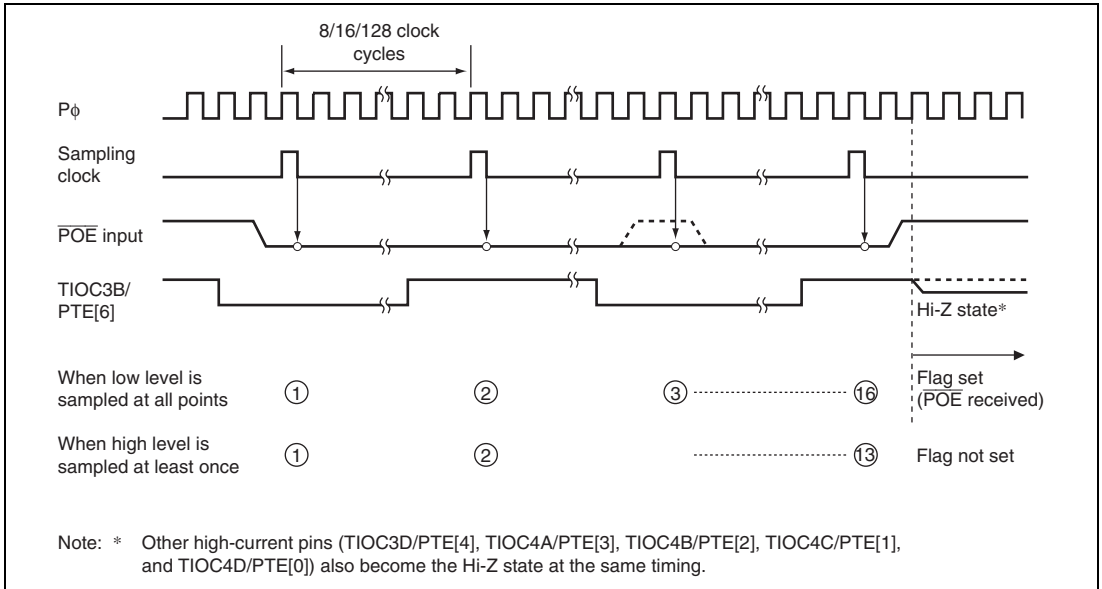 8/16/128 clock
cycles
Pϕ
Sampling
clock
POE input
TIOC3B/
PTE[6]
Hi-Z state*
When low level is
sampled at all points
1 2 3 16
Flag set
(POE received)
When high level is
sampled at least once
1 2 13
Flag not set
Note: * Other high-current pins (TIOC3D/PTE[4], TIOC4A/PTE[3], TIOC4B/PTE[2], TIOC4C/PTE[1],
and TIOC4D/PTE[0]) also become the Hi-Z state at the same timing.